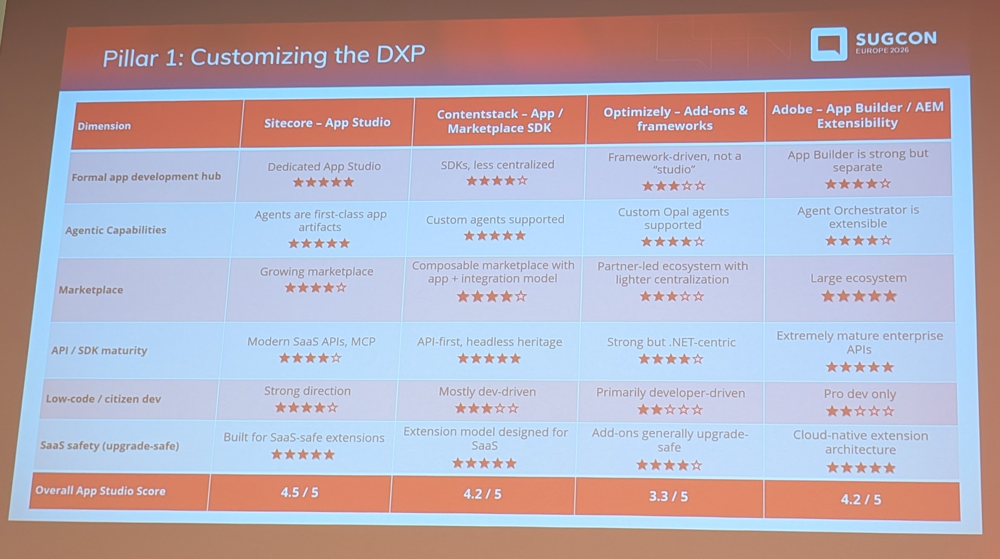 Pillar 1: Customizing the DXP
SUGCON
EUROPE 2026
Dimension
Sitecore – App Studio
Contentstack – App /
Marketplace SDK
Optimizely – Add-ons &
frameworks
Adobe – App Builder / AEM
Extensibility
Formal app development hub
Dedicated App Studio
★★★★★
SDKs, less centralized
★★★★☆
Framework-driven, not a
“studio”
★★★☆☆
App Builder is strong but
separate
★★★★☆
Agentic Capabilities
Agents are first-class app
artifacts
★★★★★
Custom agents supported
★★★★★
Custom Opal agents
supported
★★★★☆
Agent Orchestrator is
extensible
★★★★☆
Marketplace
Growing marketplace
★★★★☆
Composable marketplace with
app + integration model
★★★★☆
Partner-led ecosystem with
lighter centralization
★★★☆☆
Large ecosystem
★★★★★
API / SDK maturity
Modern SaaS APIs, MCP
★★★★☆
API-first, headless heritage
★★★★★
Strong but .NET-centric
★★★★☆
Extremely mature enterprise
APIs
★★★★★
Low-code / citizen dev
Strong direction
★★★★☆
Mostly dev-driven
★★★☆☆
Primarily developer-driven
★★☆☆☆
Pro dev only
★★☆☆☆
SaaS safety (upgrade-safe)
Built for SaaS-safe extensions
★★★★★
Extension model designed for
SaaS
★★★★★
Add-ons generally upgrade-
safe
★★★★☆
Cloud-native extension
architecture
★★★★★
Overall App Studio Score
4.5 / 5
4.2 / 5
3.3 / 5
4.2 / 5